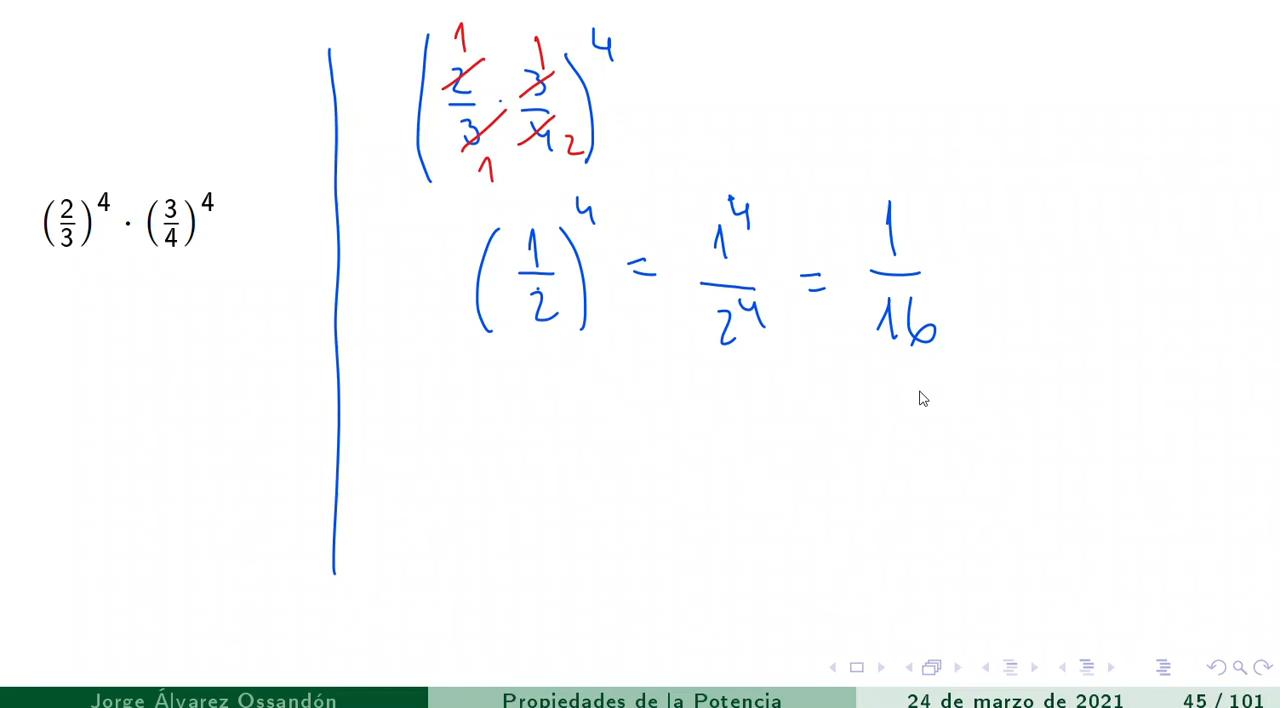 (2/3)^4 · (3/4)^4
1 1
(2/3 · 3/4)^4
1 2
(1/2)^4 = 1^4/2^4 = 1/16
Jorge Álvarez Ossandón Propiedades de la Potencia 24 de marzo de 2021 45 / 101